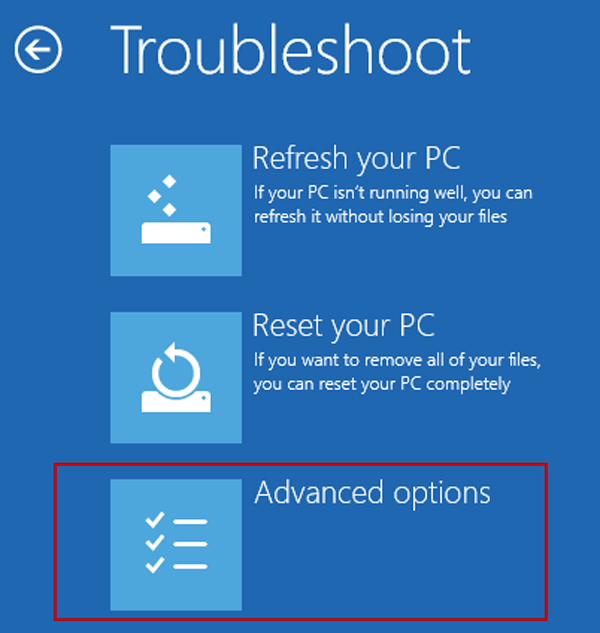 Troubleshoot
Refresh your PC
If your PC isn't running well, you can
refresh it without losing your files
Reset your PC
If you want to remove all of your files,
you can reset your PC completely
Advanced options